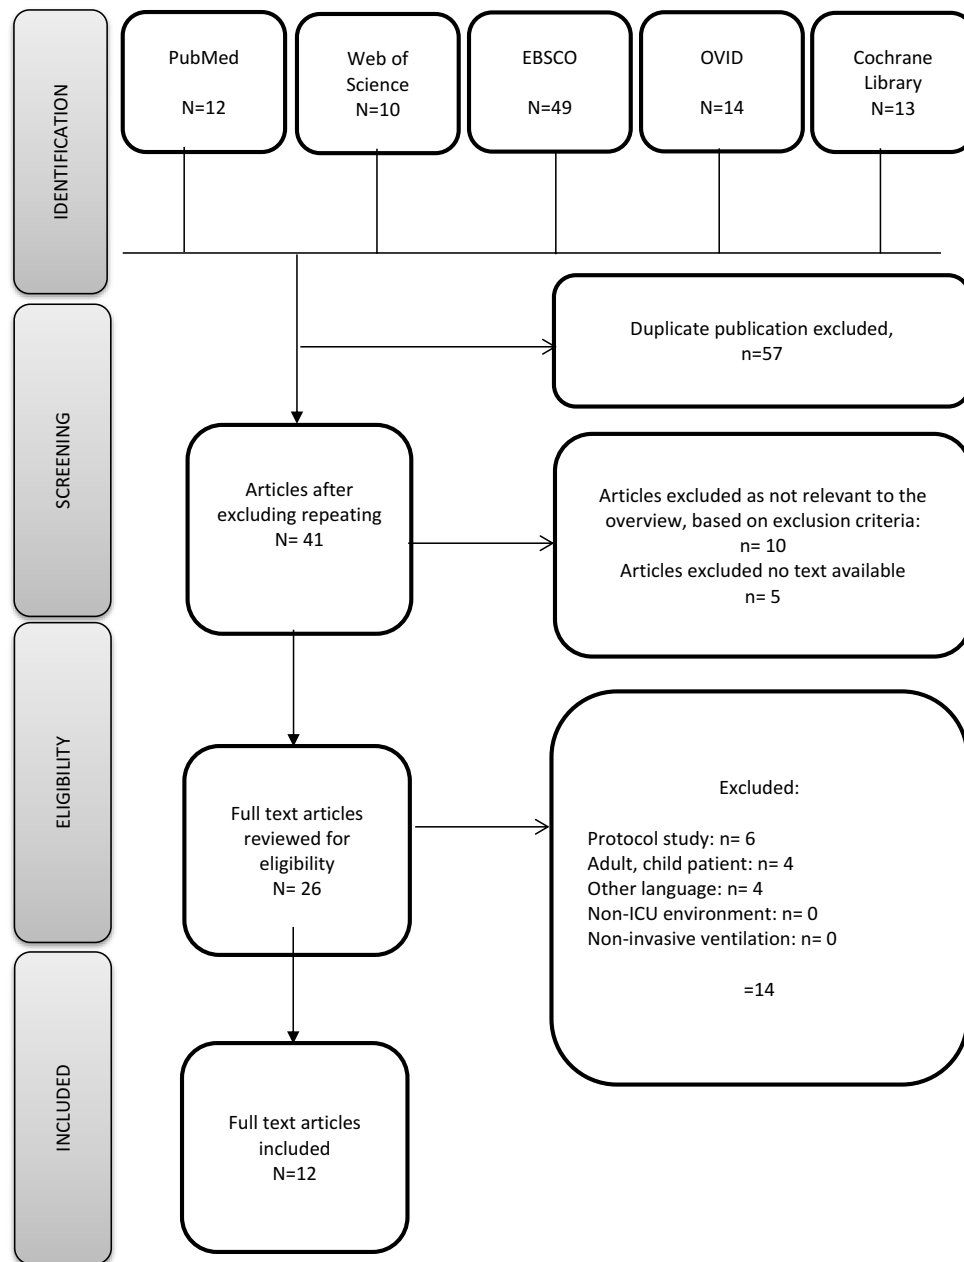 IDENTIFICATION
PubMed
N=12
Web of
Science
N=10
EBSCO
N=49
OVID
N=14
Cochrane
Library
N=13
Duplicate publication excluded,
n=57
SCREENING
Articles after
excluding repeating
N= 41
Articles excluded as not relevant to the
overview, based on exclusion criteria:
n= 10
Articles excluded no text available
n= 5
ELIGIBILITY
Full text articles
reviewed for
eligibility
N= 26
Excluded:
Protocol study: n= 6
Adult, child patient: n= 4
Other language: n= 4
Non-ICU environment: n= 0
Non-invasive ventilation: n= 0
=14
INCLUDED
Full text articles
included
N=12